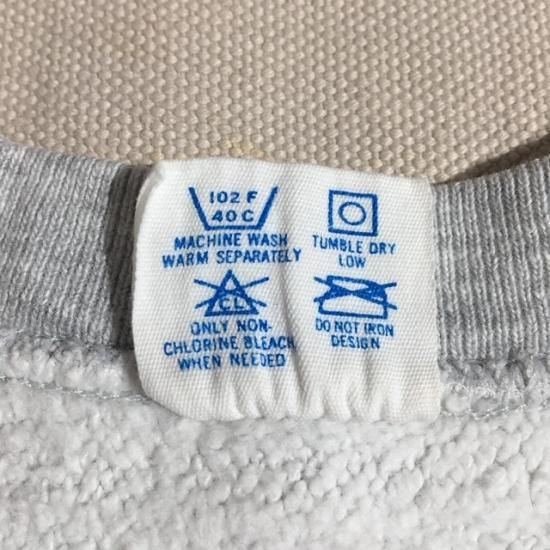 102 F
40 C
MACHINE WASH
WARM SEPARATELY
TUMBLE DRY
LOW
CL
ONLY NON-
CHLORINE BLEACH
WHEN NEEDED
DO NOT IRON
DESIGN